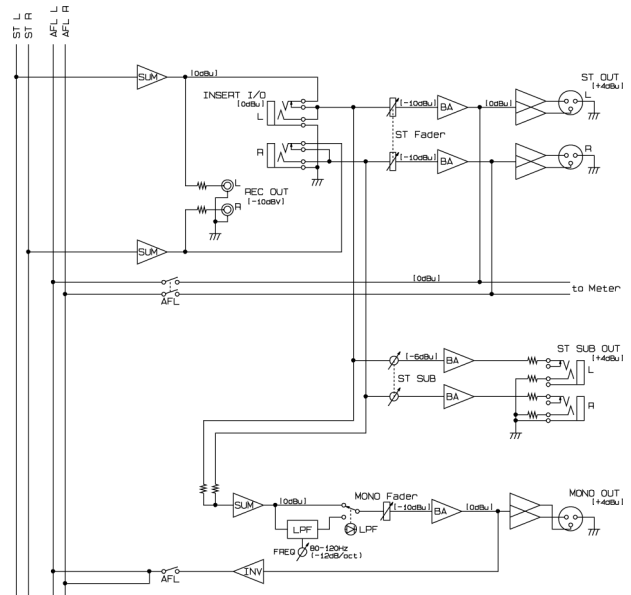 ST L
ST R
AFL L
AFL R
SUM
[0dBu]
INSERT I/O
[0dBu]
L
R
[-10dBu]
BA
[0dBu]
ST OUT
[+4dBu]
L
ST Fader
[-10dBu]
BA
R
L
REC OUT
R
[-10dBV]
SUM
[0dBu]
to Meter
AFL
[-6dBu]
BA
ST SUB OUT
[+4dBu]
L
ST SUB
BA
R
SUM
[0dBu]
MONO Fader
[-10dBu]
BA
[0dBu]
MONO OUT
[+4dBu]
LPF
LPF
FREQ
80-120Hz
(-12dB/oct)
AFL
INV